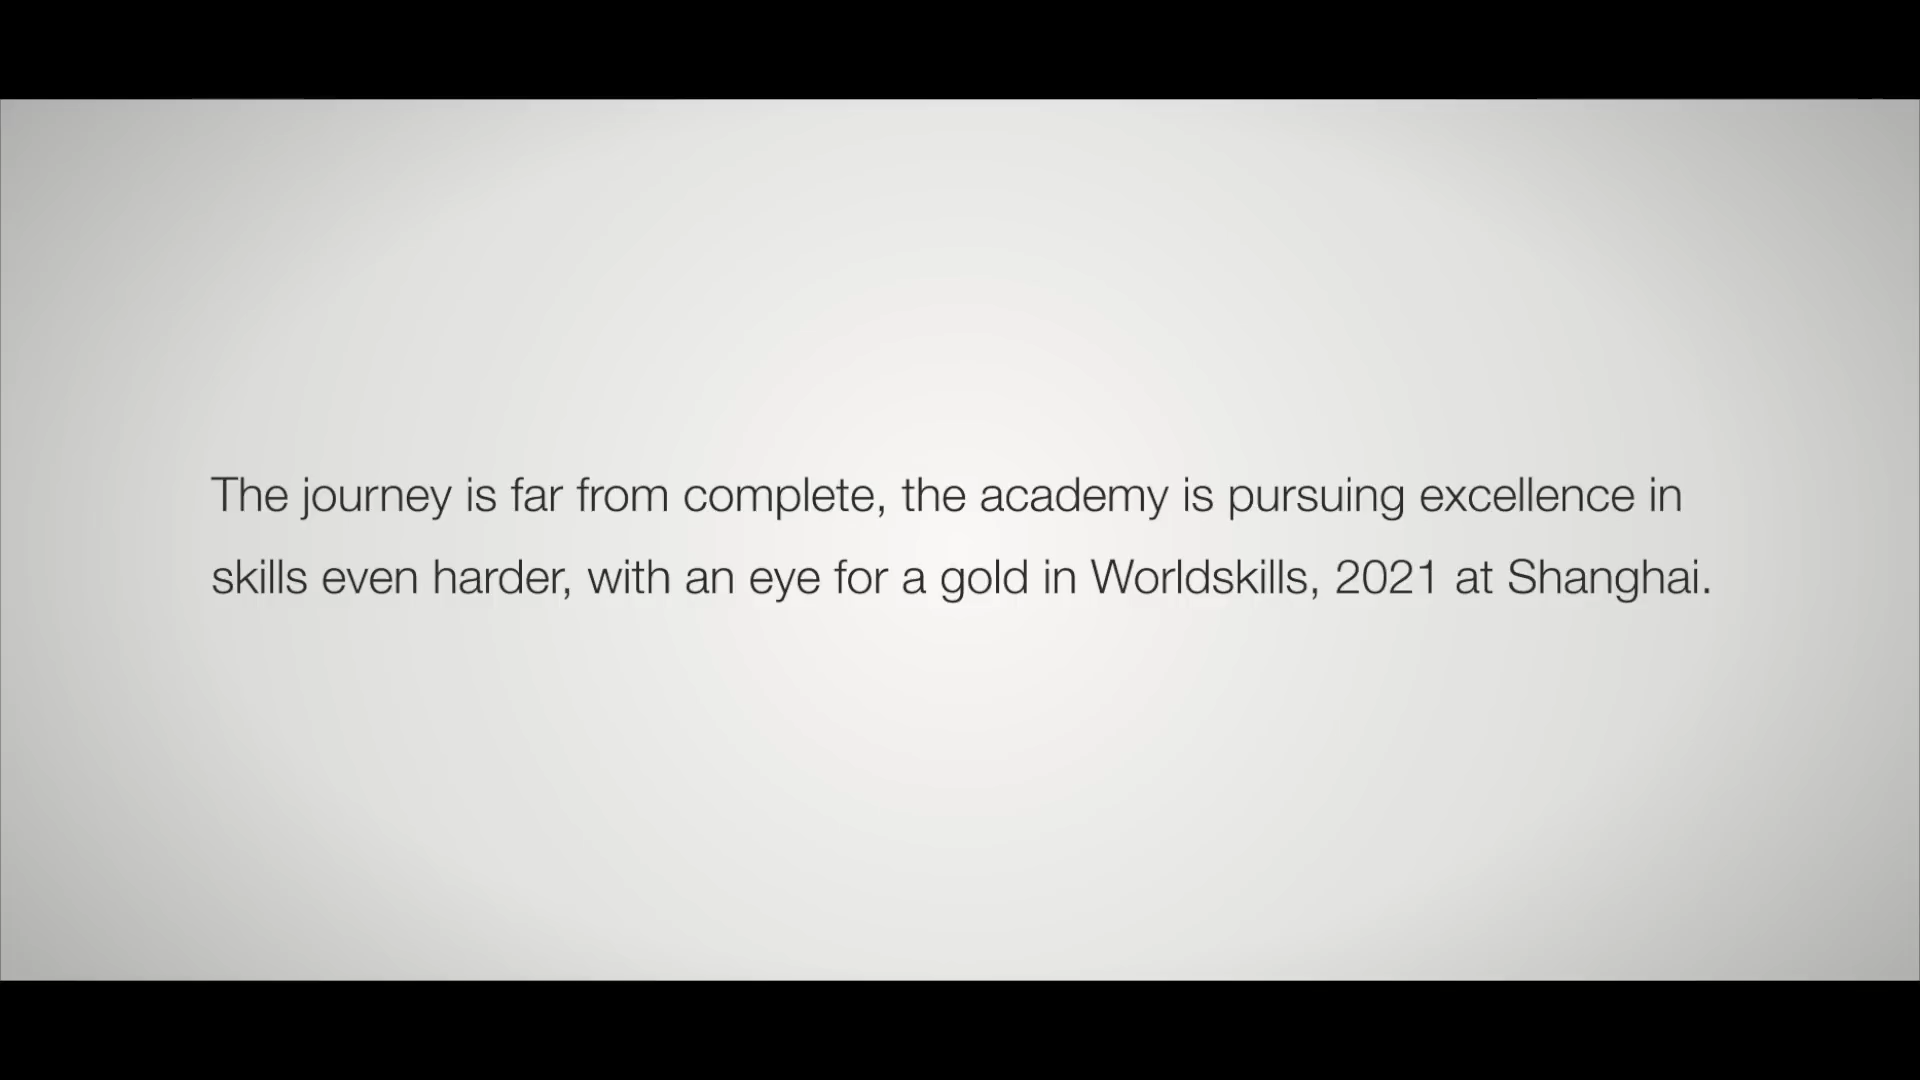 The journey is far from complete, the academy is pursuing excellence in
skills even harder, with an eye for a gold in Worldskills, 2021 at Shanghai.